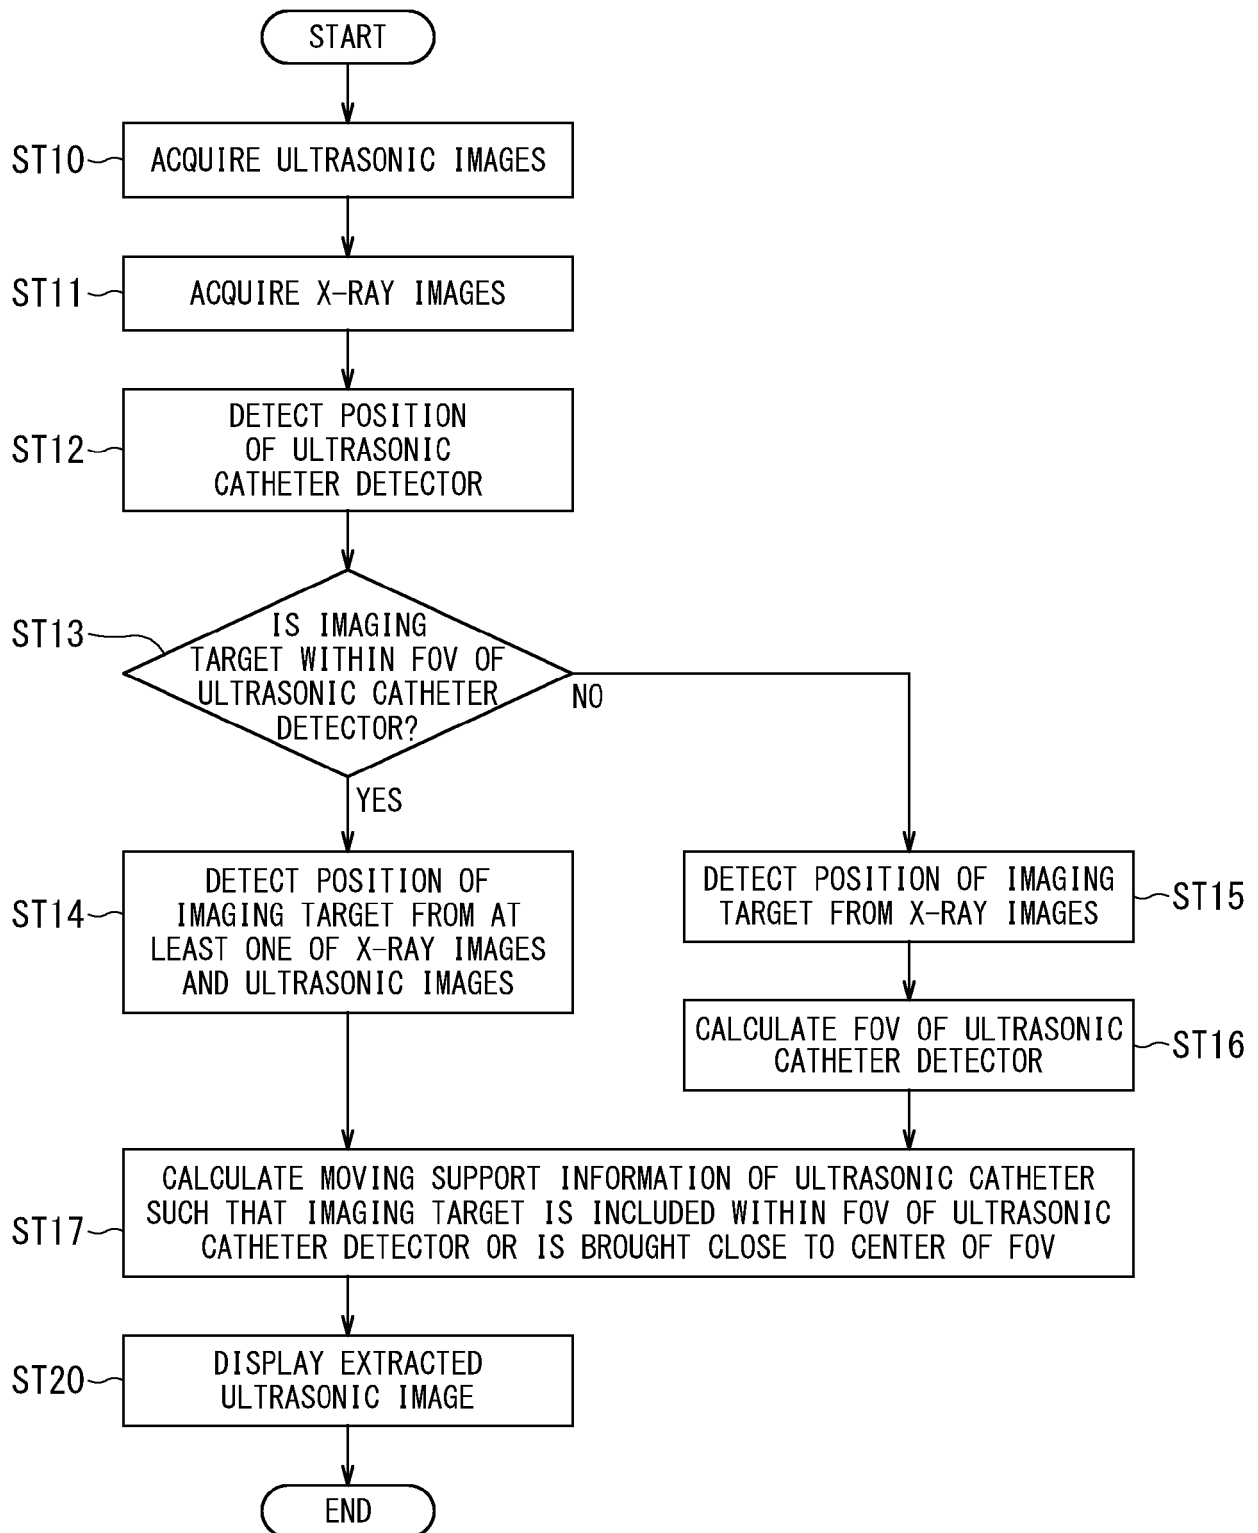 START
ST10
ACQUIRE ULTRASONIC IMAGES
ST11
ACQUIRE X-RAY IMAGES
ST12
DETECT POSITION
OF ULTRASONIC
CATHETER DETECTOR
ST13
IS IMAGING
TARGET WITHIN FOV OF
ULTRASONIC CATHETER
DETECTOR?
NO
YES
ST14
DETECT POSITION OF
IMAGING TARGET FROM AT
LEAST ONE OF X-RAY IMAGES
AND ULTRASONIC IMAGES
DETECT POSITION OF IMAGING
TARGET FROM X-RAY IMAGES
ST15
CALCULATE FOV OF ULTRASONIC
CATHETER DETECTOR
ST16
ST17
CALCULATE MOVING SUPPORT INFORMATION OF ULTRASONIC CATHETER
SUCH THAT IMAGING TARGET IS INCLUDED WITHIN FOV OF ULTRASONIC
CATHETER DETECTOR OR IS BROUGHT CLOSE TO CENTER OF FOV
ST20
DISPLAY EXTRACTED
ULTRASONIC IMAGE
END